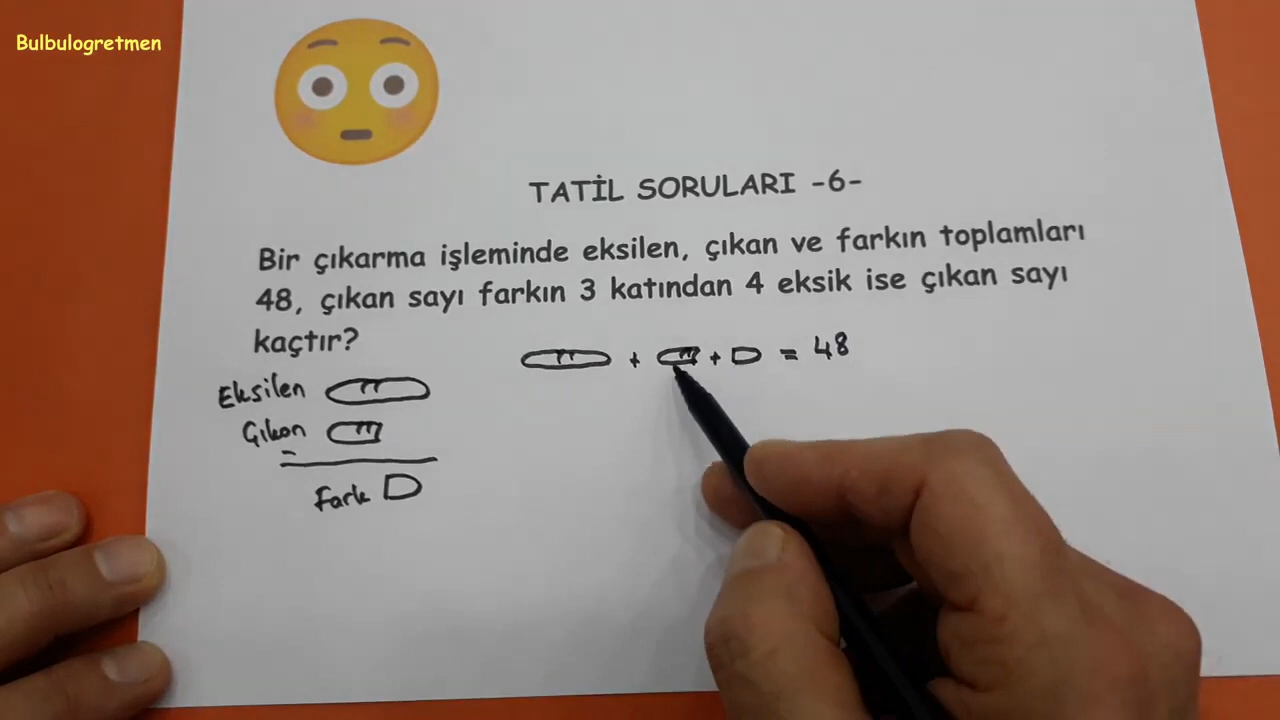 Bulbulogretmen
TATİL SORULARI -6-
Bir çıkarma işleminde eksilen, çıkan ve farkın toplamları
48, çıkan sayı farkın 3 katından 4 eksik ise çıkan sayı
kaçtır?
+ + = 48
Eksilen
Çıkan
-
Fark